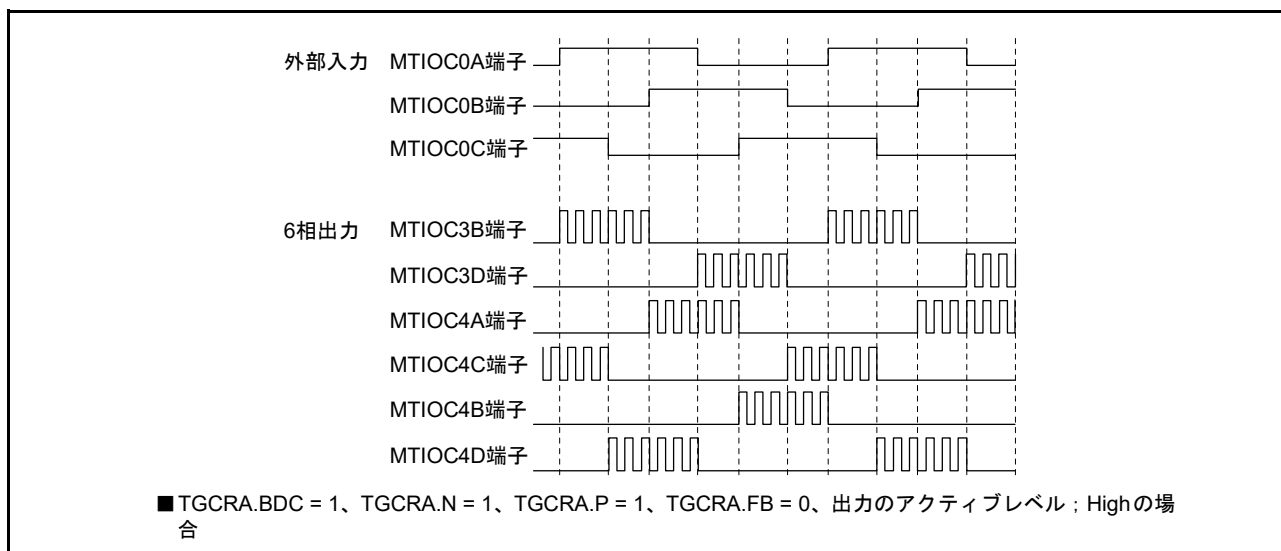 外部入力 MTIOC0A端子
MTIOC0B端子
MTIOC0C端子
6相出力 MTIOC3B端子
MTIOC3D端子
MTIOC4A端子
MTIOC4C端子
MTIOC4B端子
MTIOC4D端子
■ TGCRA.BDC = 1、TGCRA.N = 1、TGCRA.P = 1、TGCRA.FB = 0、出力のアクティブレベル；Highの場
合